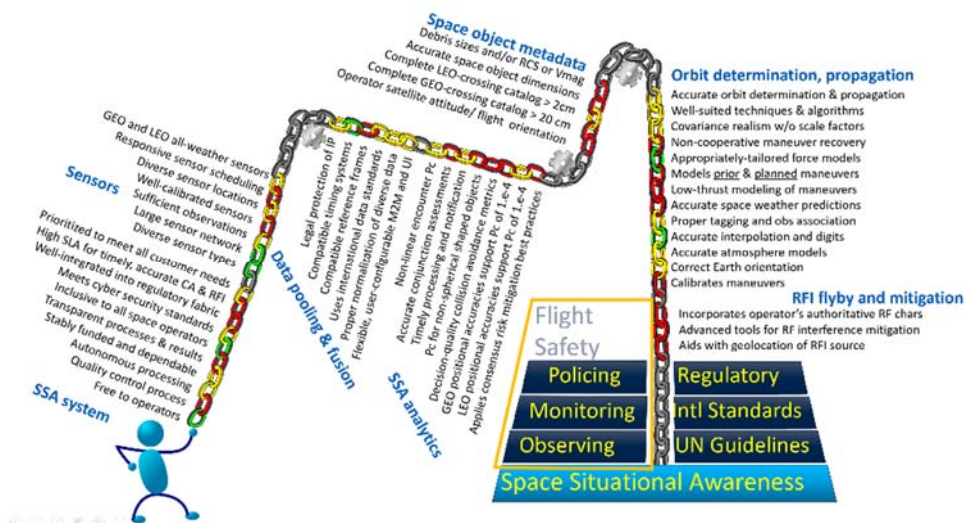 Space object metadata
Debris sizes and/or RCS or Vmag
Accurate space object dimensions
Complete LEO-crossing catalog > 2cm
Complete GEO-crossing catalog > 20 cm
Operator satellite attitude/ flight orientation
Sensors
GEO and LEO all-weather sensors
Responsive sensor scheduling
Diverse sensor locations
Well-calibrated sensors
Sufficient observations
Large sensor network
Diverse sensor types
SSA system
Prioritized to meet all customer needs
High SLA for timely, accurate CA & RFI
Well-integrated into regulatory fabric
Meets cyber security standards
Inclusive to all space operators
Transparent processes & results
Stably funded and dependable
Autonomous processing
Quality control process
Free to operators
Data pooling & fusion
Legal protection of IP
Compatible timing systems
Compatible reference frames
Uses international data standards
Proper normalization of diverse data
Flexible, user-configurable M2M and UI
SSA analytics
Non-linear encounter Pc
Accurate conjunction assessments
Timely processing and notification
Pc for non-spherical shaped objects
Decision-quality collision avoidance metrics
GEO positional accuracies support Pc of 1.e-4
LEO positional accuracies support Pc of 1.e-4
Applies consensus risk mitigation best practices
Orbit determination, propagation
Accurate orbit determination & propagation
Well-suited techniques & algorithms
Covariance realism w/o scale factors
Non-cooperative maneuver recovery
Appropriately-tailored force models
Models prior & planned maneuvers
Low-thrust modeling of maneuvers
Accurate space weather predictions
Proper tagging and obs association
Accurate interpolation and digits
Accurate atmosphere models
Correct Earth orientation
Calibrates maneuvers
RFI flyby and mitigation
Incorporates operator's authoritative RF chars
Advanced tools for RF interference mitigation
Aids with geolocation of RFI source
Flight
Safety
Policing
Regulatory
Monitoring
Intl Standards
Observing
UN Guidelines
Space Situational Awareness